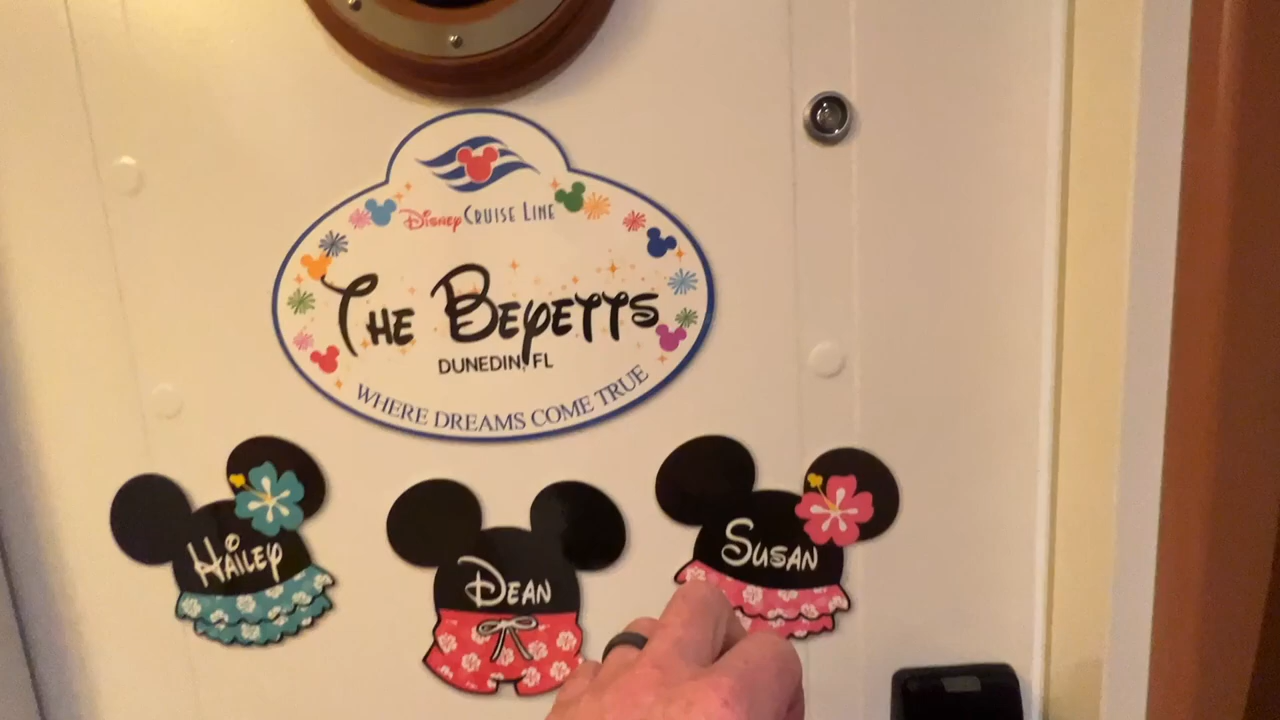 Disney CRUISE LINE
THE BEYETTS
DUNEDIN, FL
WHERE DREAMS COME TRUE
HAILEY
DEAN
SUSAN